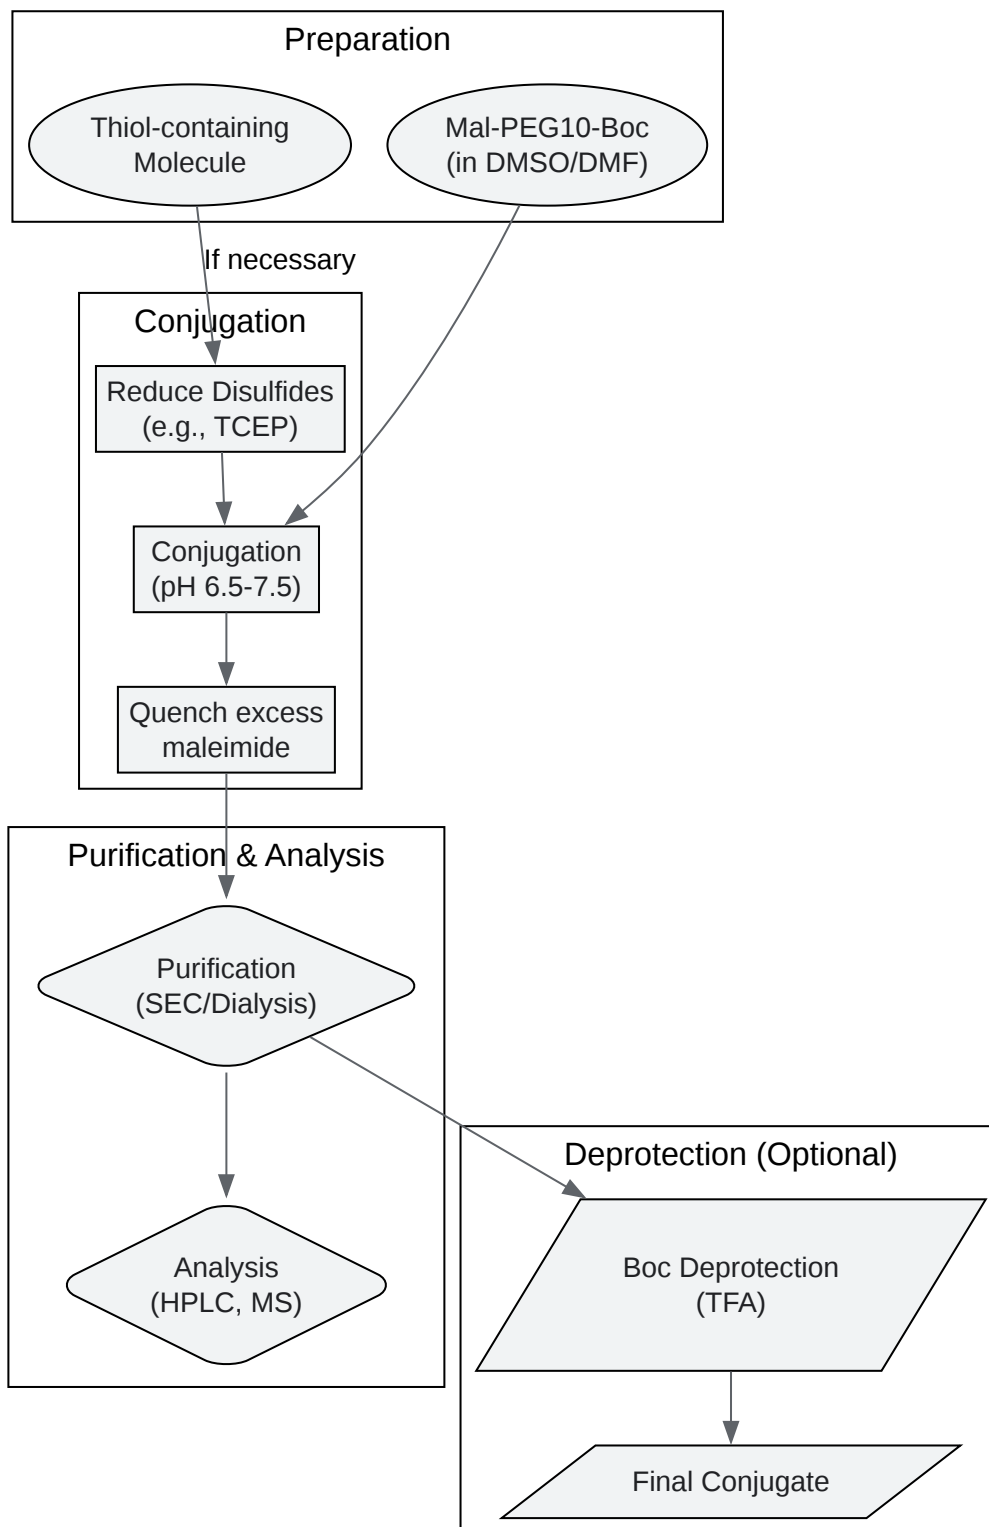 Preparation
Thiol-containing
Molecule
Mal-PEG10-Boc
(in DMSO/DMF)
If necessary
Conjugation
Reduce Disulfides
(e.g., TCEP)
Conjugation
(pH 6.5-7.5)
Quench excess
maleimide
Purification & Analysis
Purification
(SEC/Dialysis)
Analysis
(HPLC, MS)
Deprotection (Optional)
Boc Deprotection
(TFA)
Final Conjugate